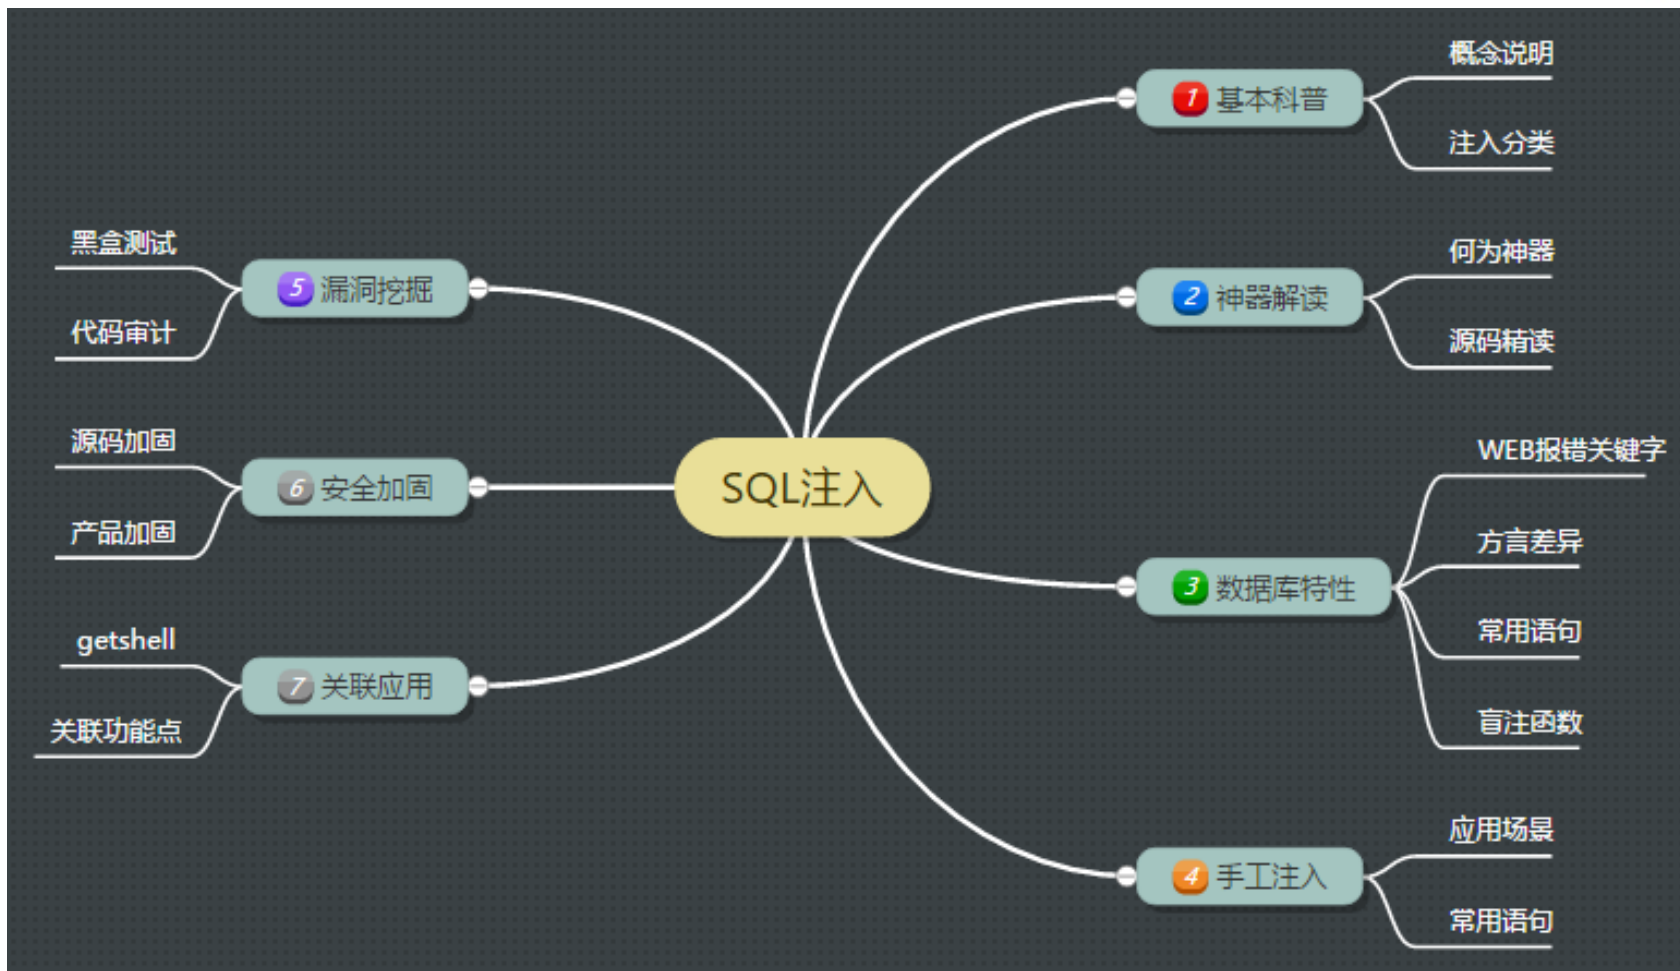 SQL注入
1 基本科普
概念说明
注入分类
2 神器解读
何为神器
源码精读
3 数据库特性
WEB报错关键字
方言差异
常用语句
盲注函数
4 手工注入
应用场景
常用语句
5 漏洞挖掘
黑盒测试
代码审计
6 安全加固
源码加固
产品加固
7 关联应用
getshell
关联功能点